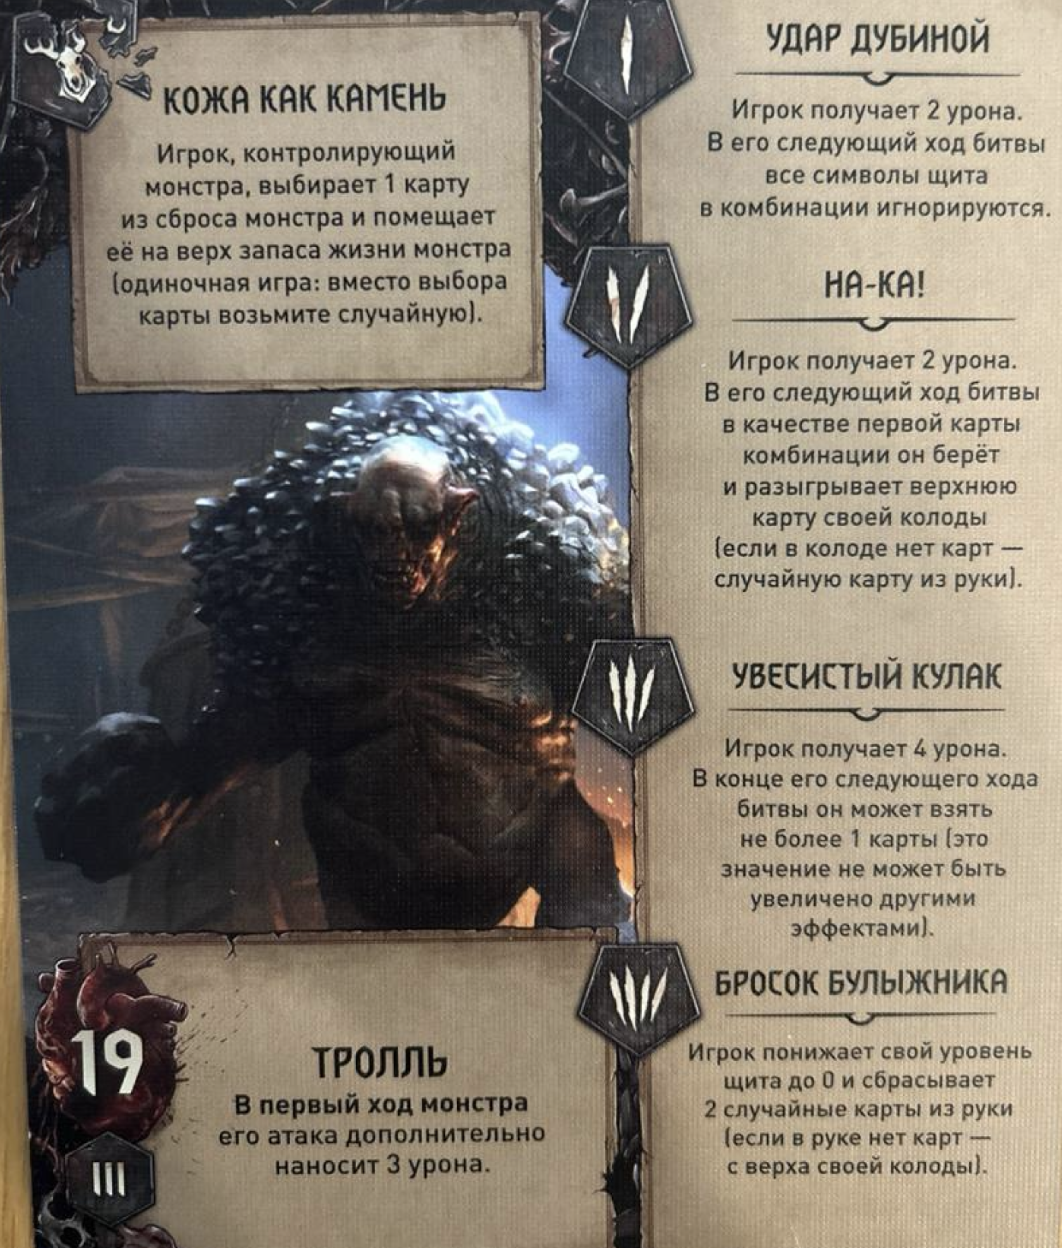 КОЖА КАК КАМЕНЬ
Игрок, контролирующий
монстра, выбирает 1 карту
из сброса монстра и помещает
её на верх запаса жизни монстра
(одиночная игра: вместо выбора
карты возьмите случайную).
19
III
ТРОЛЛЬ
В первый ход монстра
его атака дополнительно
наносит 3 урона.
УДАР ДУБИНОЙ
Игрок получает 2 урона.
В его следующий ход битвы
все символы щита
в комбинации игнорируются.
НА-КА!
Игрок получает 2 урона.
В его следующий ход битвы
в качестве первой карты
комбинации он берёт
и разыгрывает верхнюю
карту своей колоды
(если в колоде нет карт —
случайную карту из руки).
УВЕСИСТЫЙ КУЛАК
Игрок получает 4 урона.
В конце его следующего хода
битвы он может взять
не более 1 карты (это
значение не может быть
увеличено другими
эффектами).
БРОСОК БУЛЫЖНИКА
Игрок понижает свой уровень
щита до 0 и сбрасывает
2 случайные карты из руки
(если в руке нет карт —
с верха своей колоды).